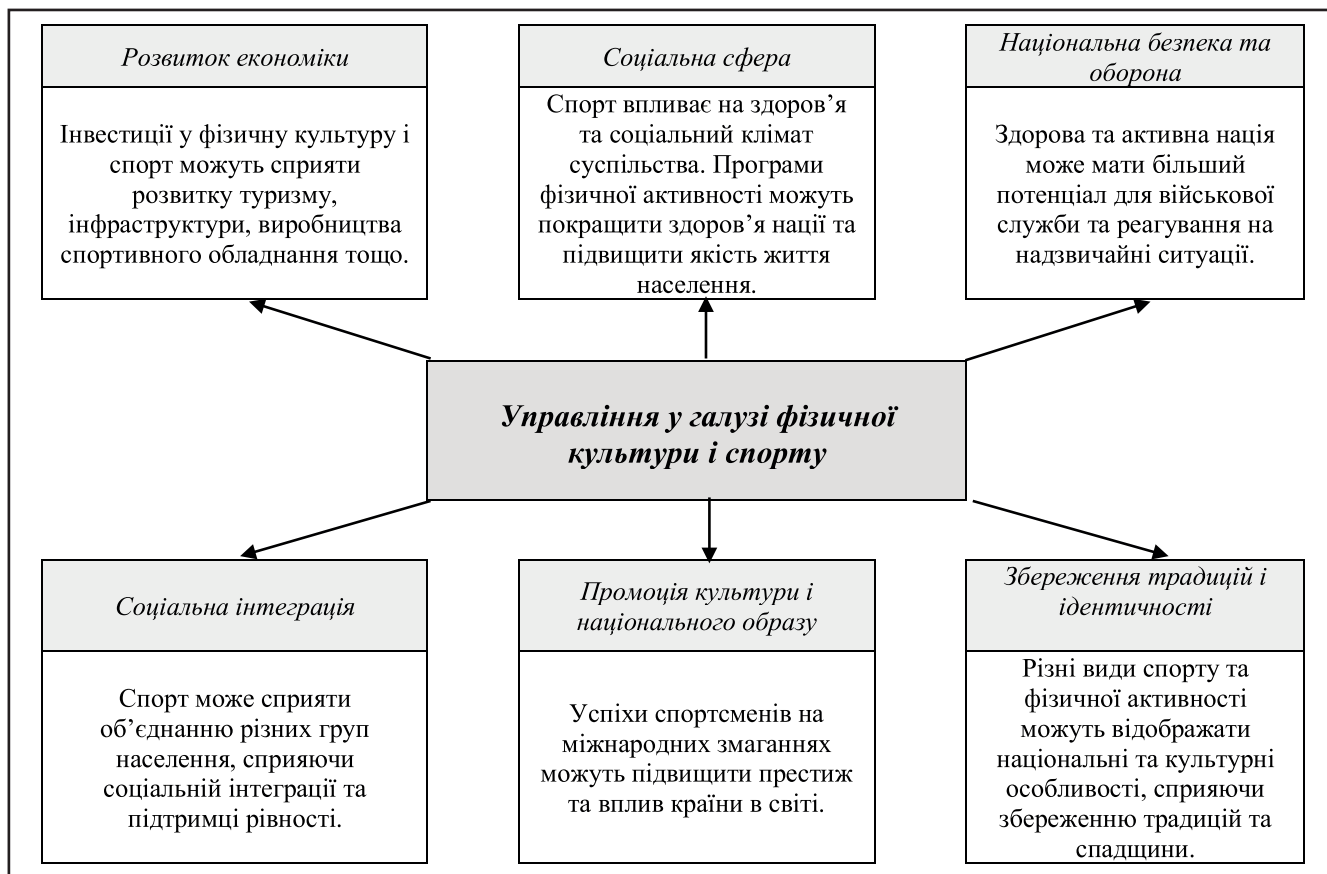 Розвиток економіки
Інвестиції у фізичну культуру і
спорт можуть сприяти
розвитку туризму,
інфраструктури, виробництва
спортивного обладнання тощо.
Соціальна сфера
Спорт впливає на здоров’я
та соціальний клімат
суспільства. Програми
фізичної активності можуть
покращити здоров’я нації та
підвищити якість життя
населення.
Національна безпека та
оборона
Здорова та активна нація
може мати більший
потенціал для військової
служби та реагування на
надзвичайні ситуації.
Управління у галузі фізичної
культури і спорту
Соціальна інтеграція
Спорт може сприяти
об’єднанню різних груп
населення, сприяючи
соціальній інтеграції та
підтримці рівності.
Промоція культури і
національного образу
Успіхи спортсменів на
міжнародних змаганнях
можуть підвищити престиж
та вплив країни в світі.
Збереження традицій і
ідентичності
Різні види спорту та
фізичної активності
можуть відображати
національні та культурні
особливості, сприяючи
збереженню традицій та
спадщини.